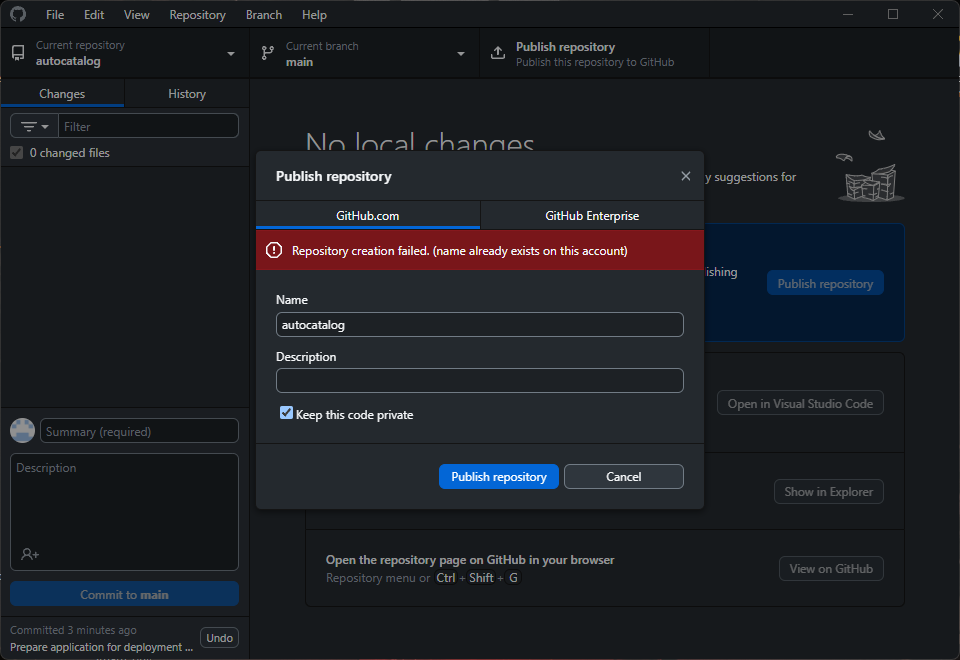 File Edit View Repository Branch Help
Current repository
autocatalog
Current branch
main
Publish repository
Publish this repository to GitHub
Changes History
Filter
0 changed files
No local changes
y suggestions for
Publish repository
GitHub.com GitHub Enterprise
Repository creation failed. (name already exists on this account)
ishing
Publish repository
Name
autocatalog
Description
Keep this code private
Open in Visual Studio Code
Publish repository Cancel
Show in Explorer
Open the repository page on GitHub in your browser
Repository menu or Ctrl + Shift + G
View on GitHub
Summary (required)
Description
Commit to main
Committed 3 minutes ago
Prepare application for deployment ...
Undo